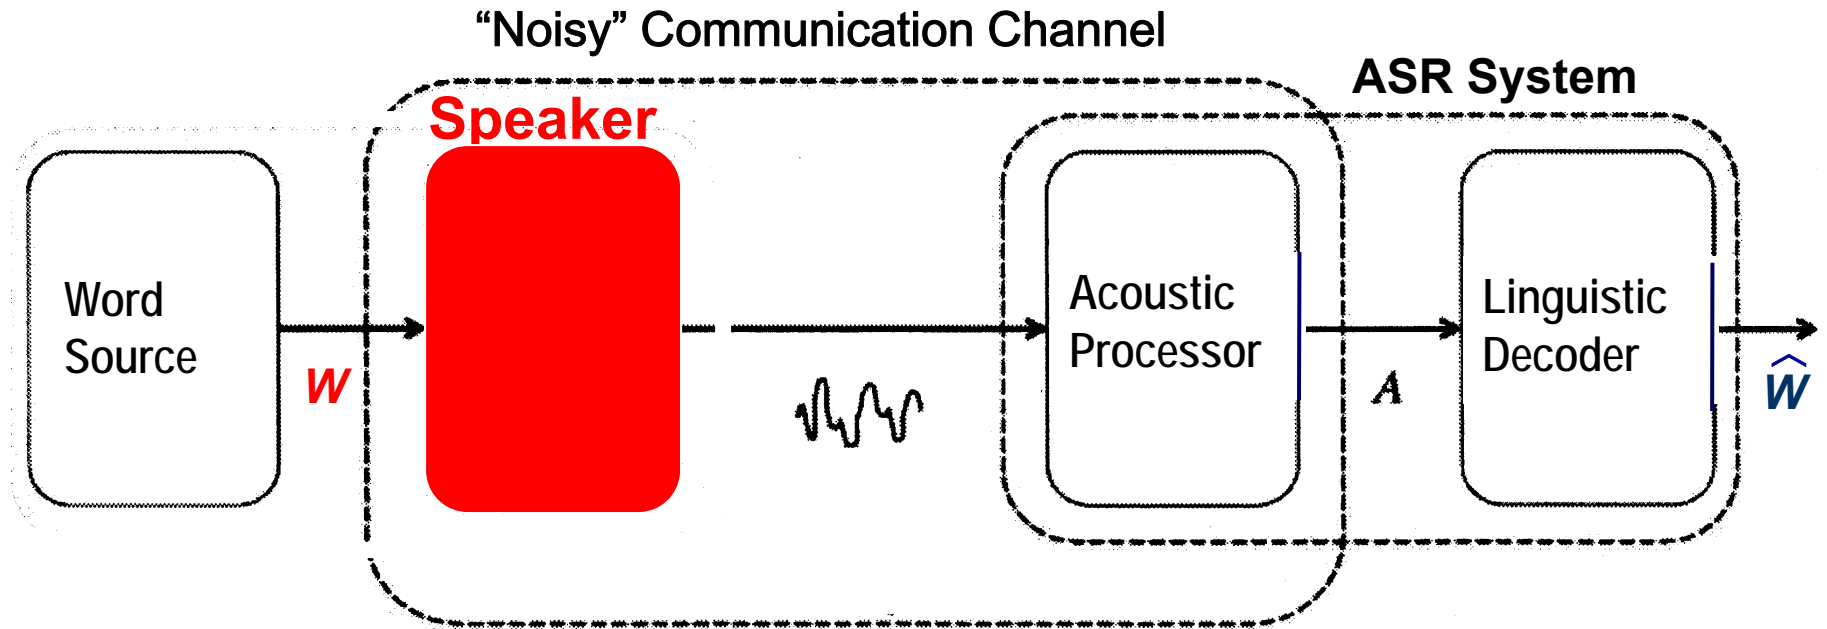 “Noisy” Communication Channel
ASR System
Speaker
Word
Source
W
Acoustic
Processor
A
Linguistic
Decoder
Ŵ